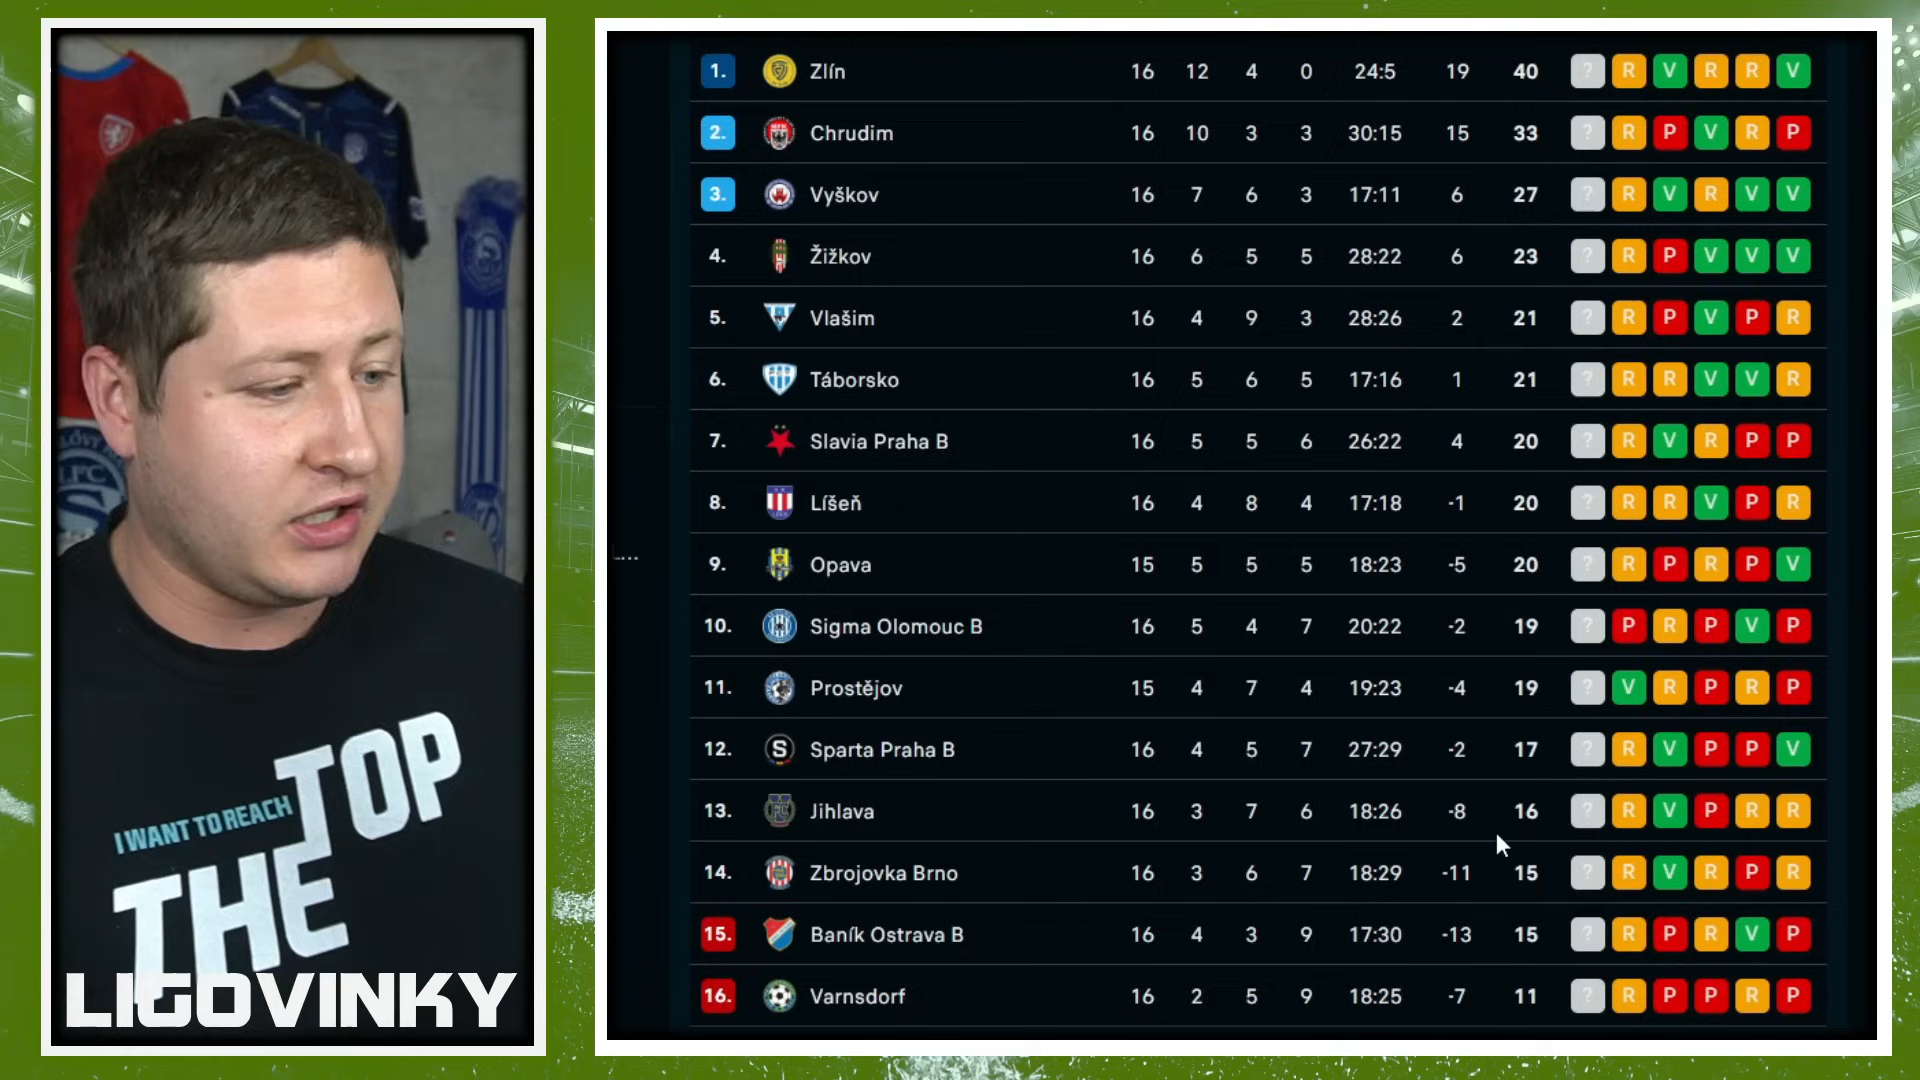 I WANT TO REACH
TOP
THE
LIGOVINKY
1. Zlín 16 12 4 0 24:5 19 40 ? R V R R V
2. Chrudim 16 10 3 3 30:15 15 33 ? R P V R P
3. Vyškov 16 7 6 3 17:11 6 27 ? R V R V V
4. Žižkov 16 6 5 5 28:22 6 23 ? R P V V V
5. Vlašim 16 4 9 3 28:26 2 21 ? R P V P R
6. Táborsko 16 5 6 5 17:16 1 21 ? R R V V R
7. Slavia Praha B 16 5 5 6 26:22 4 20 ? R V R P P
8. Líšeň 16 4 8 4 17:18 -1 20 ? R R V P R
9. Opava 15 5 5 5 18:23 -5 20 ? R P R P V
10. Sigma Olomouc B 16 5 4 7 20:22 -2 19 ? P R P V P
11. Prostějov 15 4 7 4 19:23 -4 19 ? V R P R P
12. Sparta Praha B 16 4 5 7 27:29 -2 17 ? R V P P V
13. Jihlava 16 3 7 6 18:26 -8 16 ? R V P R R
14. Zbrojovka Brno 16 3 6 7 18:29 -11 15 ? R V R P R
15. Baník Ostrava B 16 4 3 9 17:30 -13 15 ? R P R V P
16. Varnsdorf 16 2 5 9 18:25 -7 11 ? R P P R P